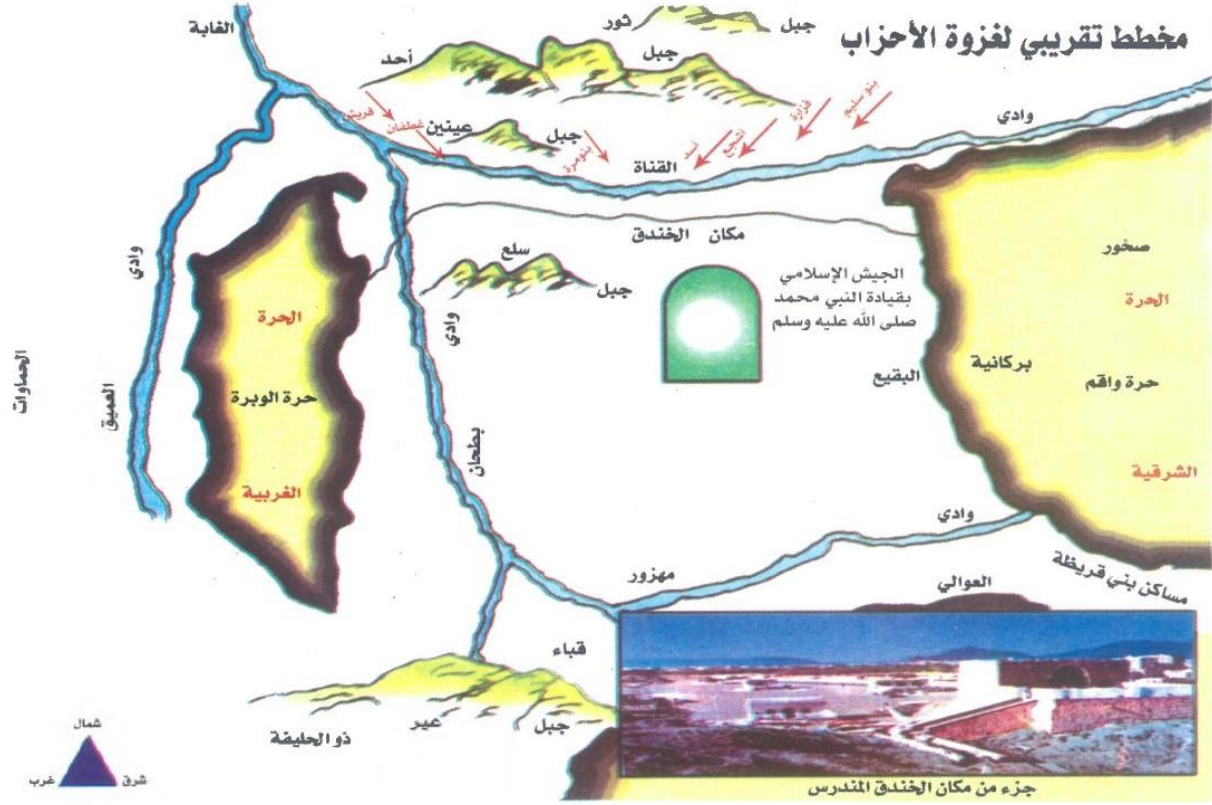 مخطط تقريبي لغزوة الأحزاب
الغابة
جبل ثور
جبل أحد
بنو سليم
فزارة
أشجع
أسد
بنو مرة
غطفان
قريش
جبل عينين
وادي القناة
مكان الخندق
جبل سلع
الجيش الإسلامي
بقيادة النبي محمد
صلى الله عليه وسلم
صخور
الحرة
بركانية
حرة واقم
الشرقية
البقيع
وادي بطحان
الحرة
حرة الوبرة
الغربية
وادي
العميق
الحماوات
وادي مهزور
مساكن بني قريظة
العوالي
قباء
جبل عير
ذو الحليفة
شمال
شرق
غرب
جزء من مكان الخندق المندرس